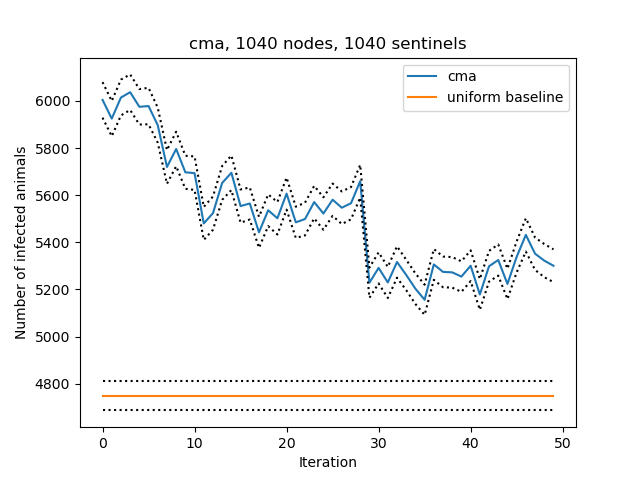 cma, 1040 nodes, 1040 sentinels
cma
uniform baseline
Number of infected animals
6000
5800
5600
5400
5200
5000
4800
0 10 20 30 40 50
Iteration